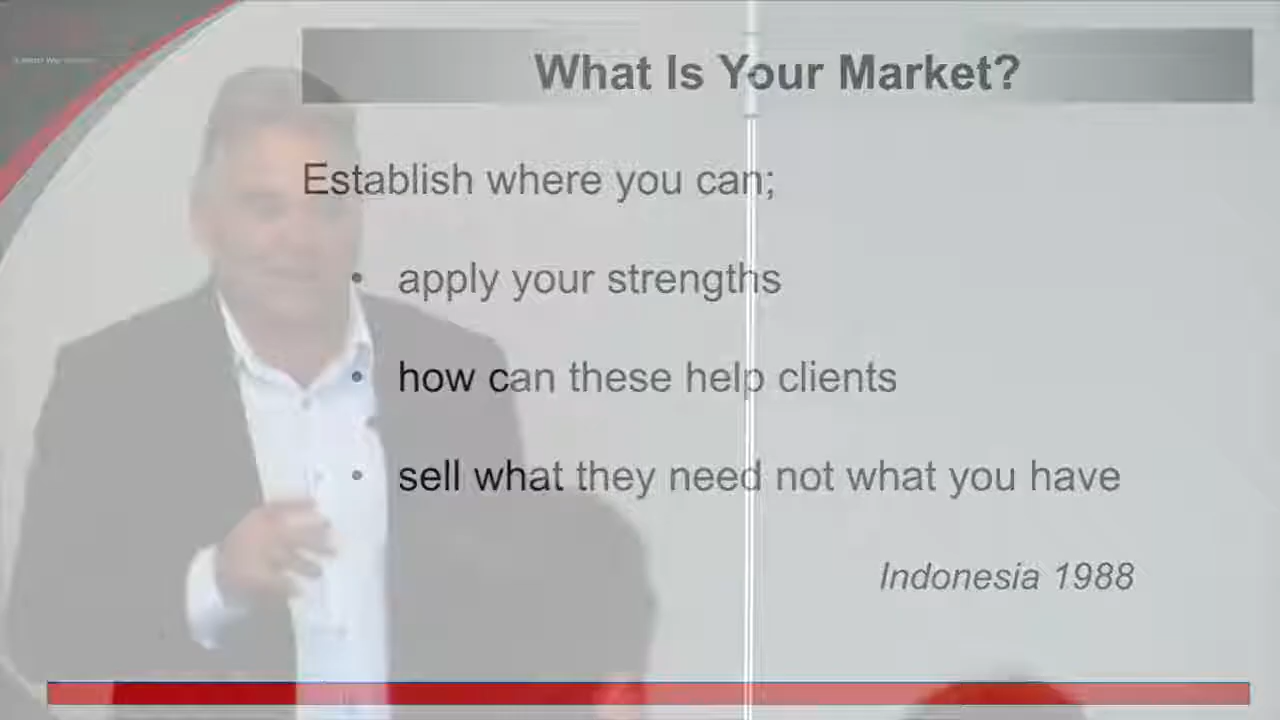 What Is Your Market?
Establish where you can;
• apply your strengths
• how can these help clients
• sell what they need not what you have
Indonesia 1988